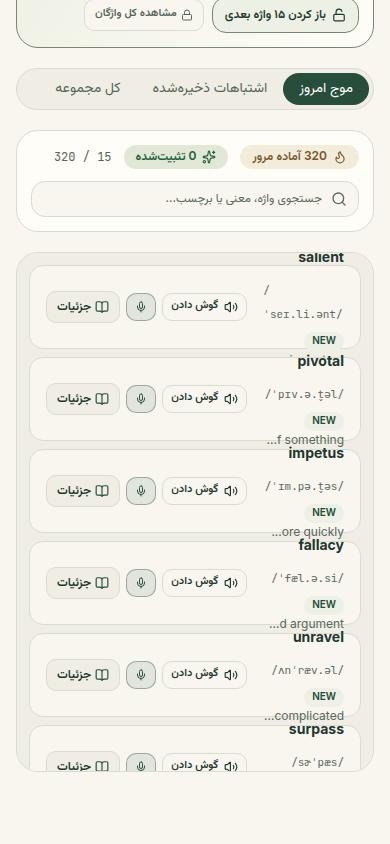 باز کردن ۱۵ واژه بعدی
مشاهده کل واژگان
موج امروز
اشتباهات ذخیره‌شده
کل مجموعه
320 آماده مرور
0 تثبیت‌شده
320 / 15
جستجوی واژه، معنی یا برچسب...
salient
/
ˈseɪ.li.ənt/
NEW
گوش دادن
جزئیات
pivotal
/ˈpɪv.ə.t̬əl/
NEW
...f something
گوش دادن
جزئیات
impetus
/ˈɪm.pə.t̬əs/
NEW
...ore quickly
گوش دادن
جزئیات
fallacy
/ˈfæl.ə.si/
NEW
...d argument
گوش دادن
جزئیات
unravel
/ʌnˈræv.əl/
NEW
...complicated
گوش دادن
جزئیات
surpass
/sɚˈpæs/
گوش دادن
جزئیات